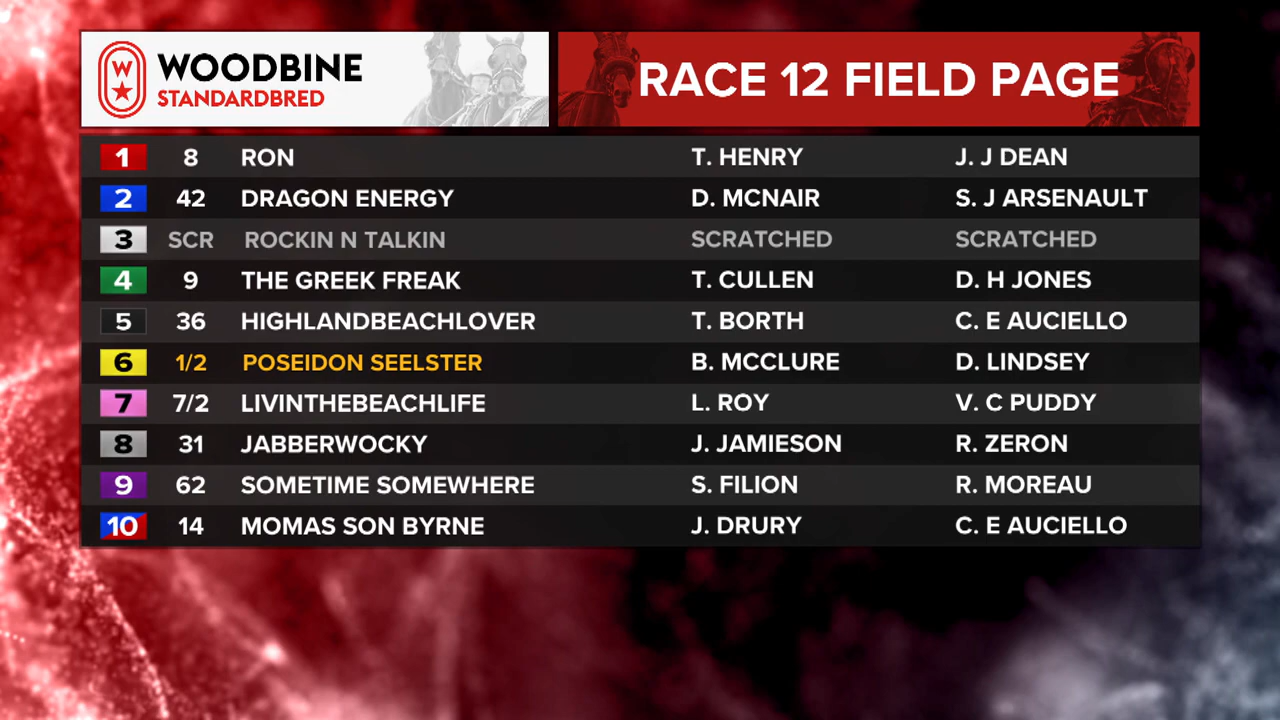 W WOODBINE
STANDARDBRED
RACE 12 FIELD PAGE
1 8 RON T. HENRY J. J DEAN
2 42 DRAGON ENERGY D. MCNAIR S. J ARSENAULT
3 SCR ROCKIN N TALKIN SCRATCHED SCRATCHED
4 9 THE GREEK FREAK T. CULLEN D. H JONES
5 36 HIGHLANDBEACHLOVER T. BORTH C. E AUCIELLO
6 1/2 POSEIDON SEELSTER B. MCCLURE D. LINDSEY
7 7/2 LIVINTHEBEACHLIFE L. ROY V. C PUDDY
8 31 JABBERWOCKY J. JAMIESON R. ZERON
9 62 SOMETIME SOMEWHERE S. FILION R. MOREAU
10 14 MOMAS SON BYRNE J. DRURY C. E AUCIELLO